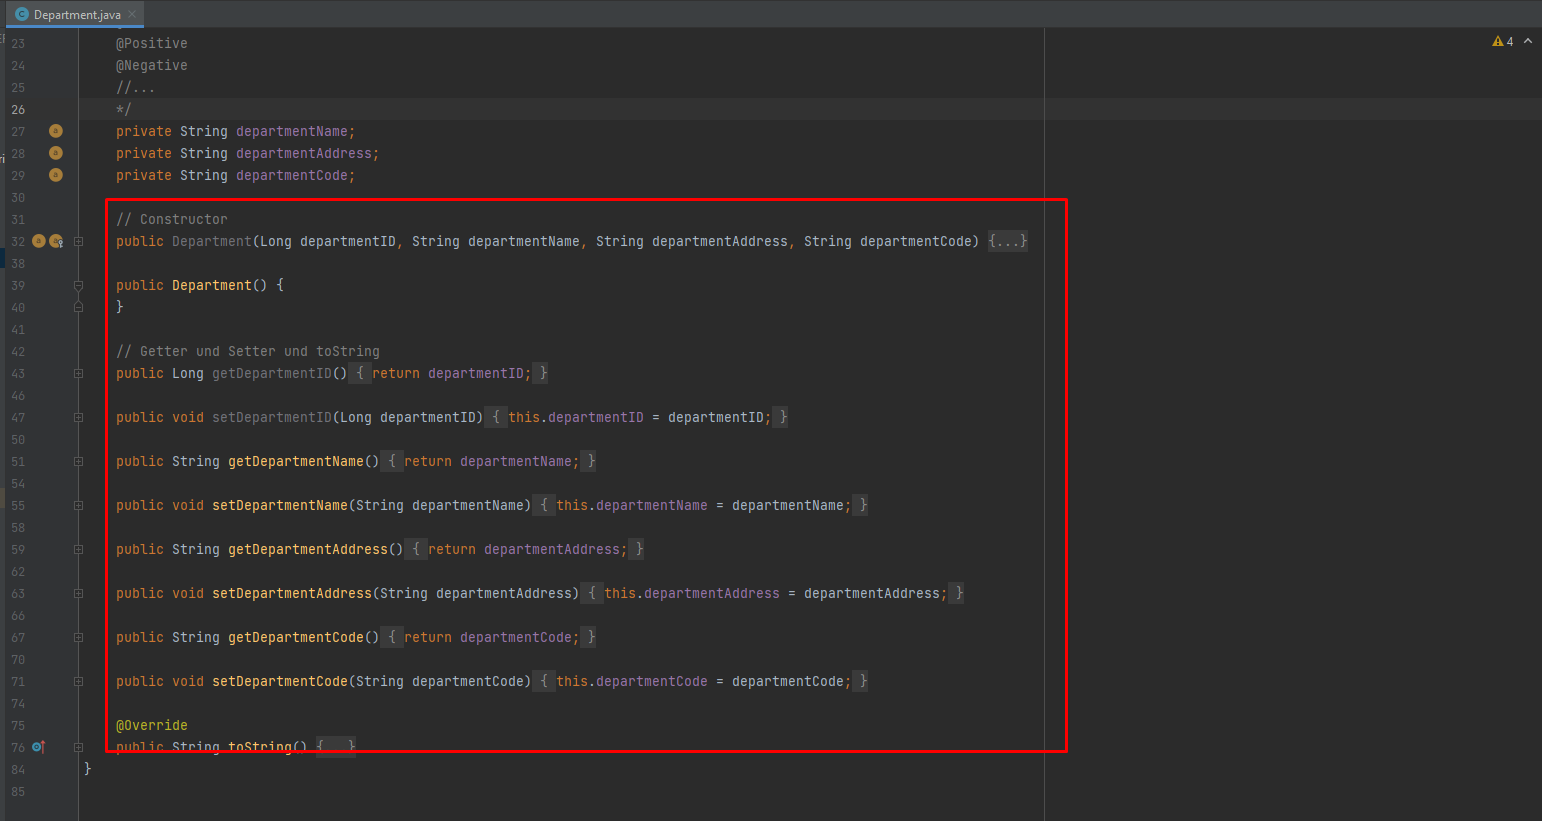 Department.java
4
23 @Positive
24 @Negative
25 //...
26 */
27 private String departmentName;
28 private String departmentAddress;
29 private String departmentCode;
30
31 // Constructor
32 public Department(Long departmentID, String departmentName, String departmentAddress, String departmentCode) {...}
38
39 public Department() {
40 }
41
42 // Getter und Setter und toString
43 public Long getDepartmentID() { return departmentID; }
46
47 public void setDepartmentID(Long departmentID) { this.departmentID = departmentID; }
50
51 public String getDepartmentName() { return departmentName; }
54
55 public void setDepartmentName(String departmentName) { this.departmentName = departmentName; }
58
59 public String getDepartmentAddress() { return departmentAddress; }
62
63 public void setDepartmentAddress(String departmentAddress) { this.departmentAddress = departmentAddress; }
66
67 public String getDepartmentCode() { return departmentCode; }
70
71 public void setDepartmentCode(String departmentCode) { this.departmentCode = departmentCode; }
74
75 @Override
76 public String toString() {...}
84 }
85